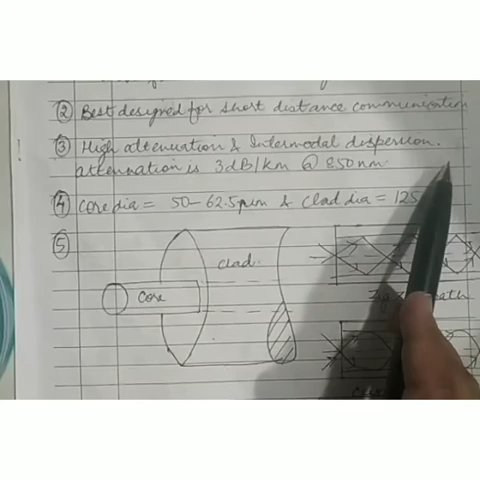 ② Best designed for short distance communication
③ High attenuation & Intermodal dispersion.
attenuation is 3dB/km @ 850nm
④ Core dia = 50-62.5μm & Clad dia = 125
⑤
Clad.
Core